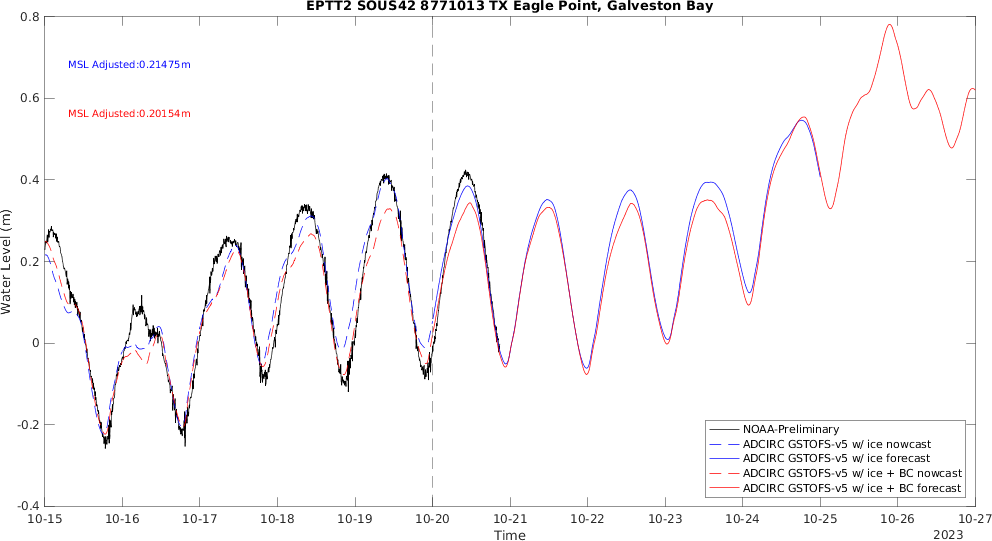 EPTT2 SOUS42 8771013 TX Eagle Point, Galveston Bay
0.8
MSL Adjusted:0.21475m
0.6
MSL Adjusted:0.20154m
0.4
0.2
0
-0.2
-0.4
Water Level (m)
NOAA-Preliminary
ADCIRC GSTOFS-v5 w/ ice nowcast
ADCIRC GSTOFS-v5 w/ ice forecast
ADCIRC GSTOFS-v5 w/ ice + BC nowcast
ADCIRC GSTOFS-v5 w/ ice + BC forecast
10-15 10-16 10-17 10-18 10-19 10-20 10-21 10-22 10-23 10-24 10-25 10-26 10-27
Time
2023